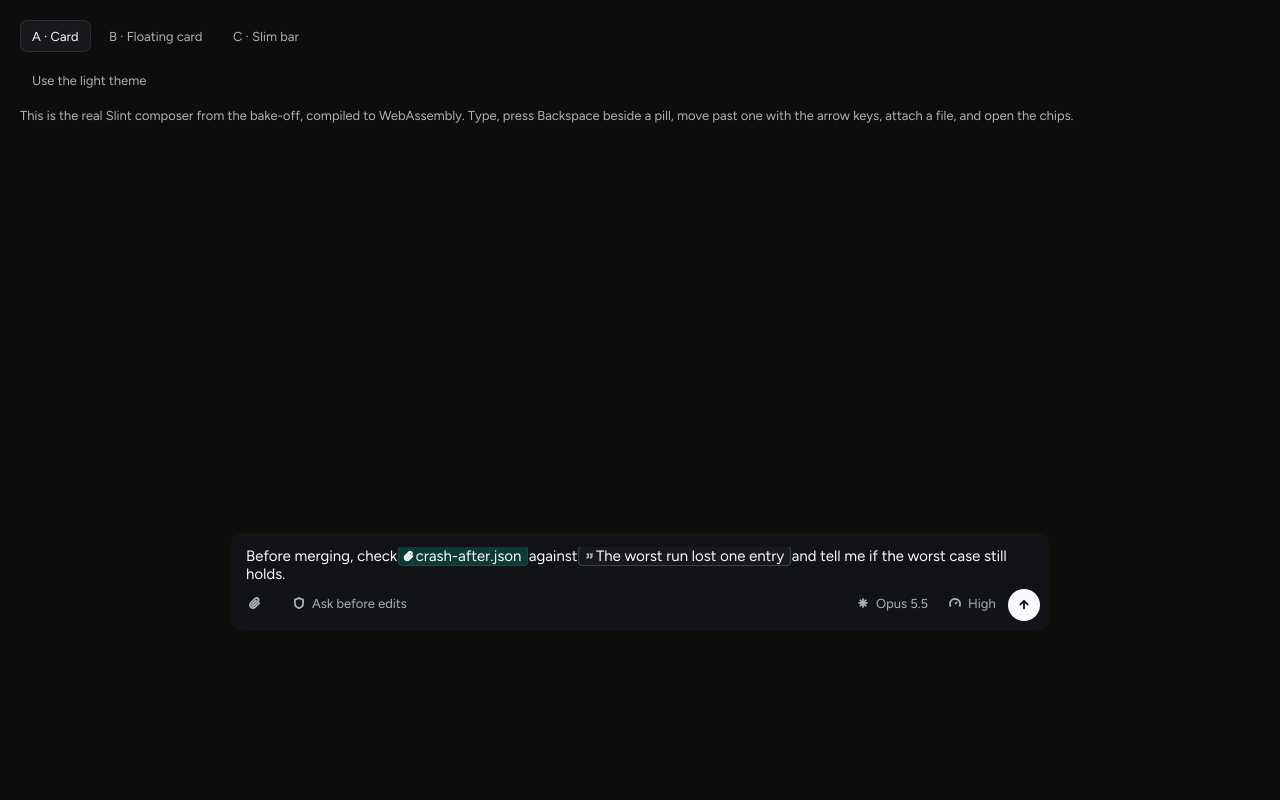 A · Card
B · Floating card
C · Slim bar
Use the light theme
This is the real Slint composer from the bake-off, compiled to WebAssembly. Type, press Backspace beside a pill, move past one with the arrow keys, attach a file, and open the chips.
Before merging, check crash-after.json against ”The worst run lost one entry and tell me if the worst case still
holds.
Ask before edits
Opus 5.5
High